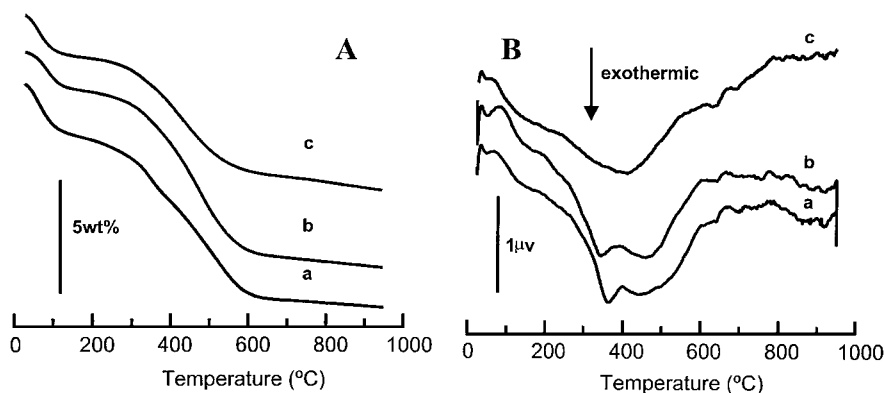 A
c
b
a
5wt%
0 200 400 600 800 1000
Temperature (ºC)
B
c
exothermic
b
a
1μv
0 200 400 600 800 1000
Temperature (ºC)